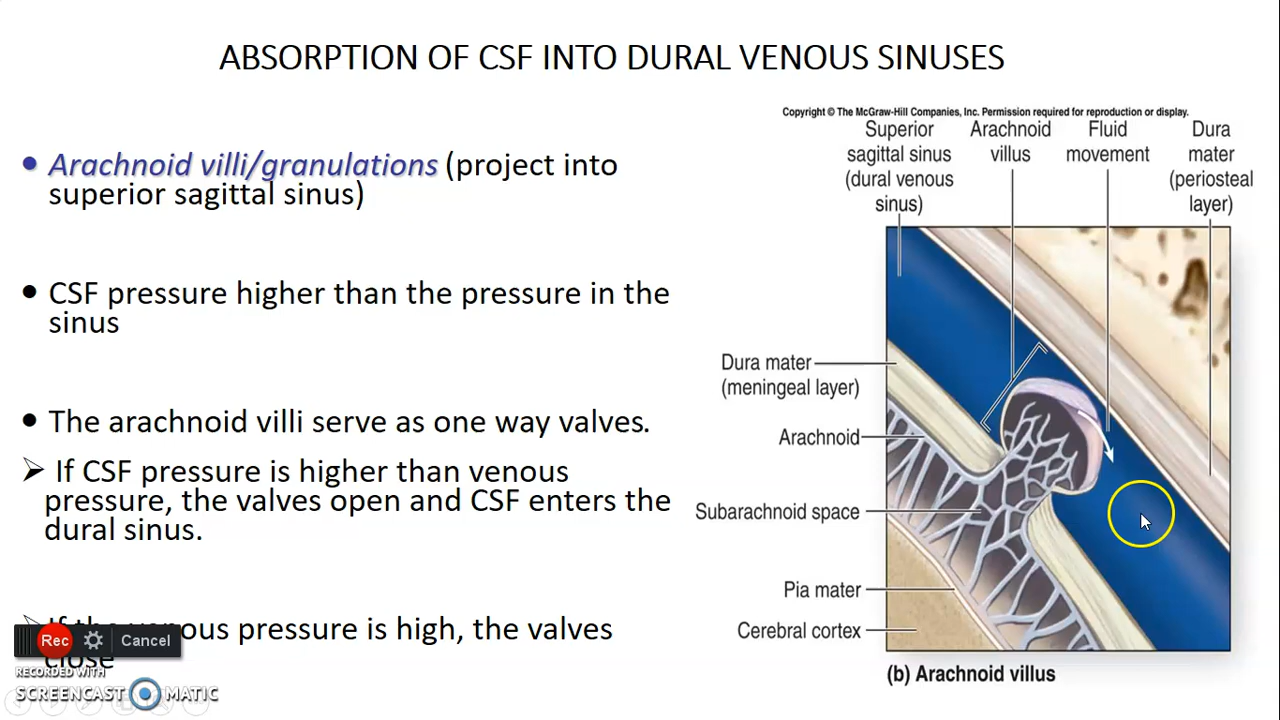 ABSORPTION OF CSF INTO DURAL VENOUS SINUSES
• Arachnoid villi/granulations (project into
superior sagittal sinus)
• CSF pressure higher than the pressure in the
sinus
• The arachnoid villi serve as one way valves.
➢ If CSF pressure is higher than venous
pressure, the valves open and CSF enters the
dural sinus.
pressure is high, the valves
close
Rec
Cancel
RECORDED WITH
SCREENCAST MATIC
Copyright © The McGraw-Hill Companies, Inc. Permission required for reproduction or display.
Superior
sagittal sinus
(dural venous
sinus)
Arachnoid
villus
Fluid
movement
Dura
mater
(periosteal
layer)
Dura mater
(meningeal layer)
Arachnoid
Subarachnoid space
Pia mater
Cerebral cortex
(b) Arachnoid villus